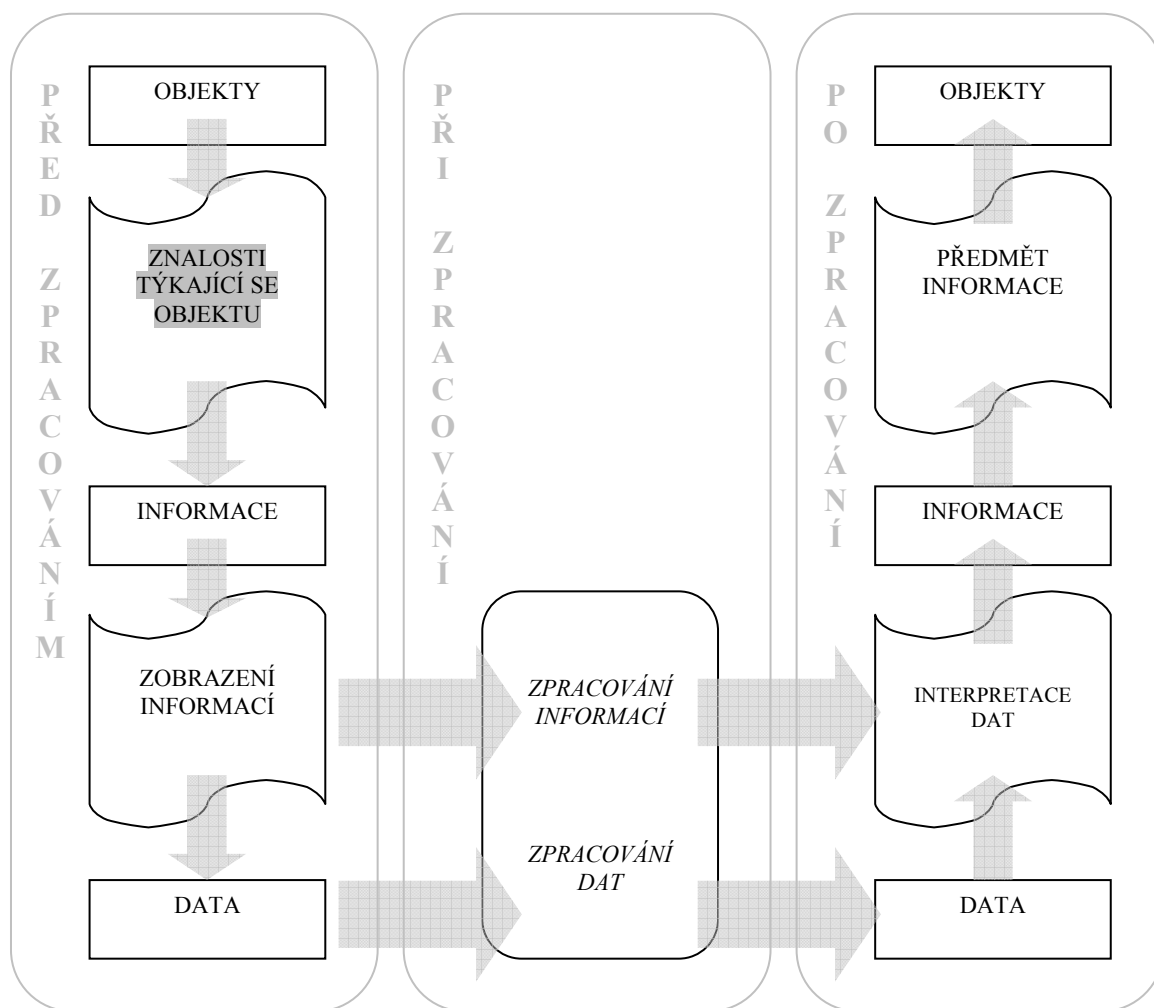 PŘED ZPRACOVÁNÍM
OBJEKTY
ZNALOSTI
TÝKAJÍCÍ SE
OBJEKTU
INFORMACE
ZOBRAZENÍ
INFORMACÍ
DATA
PŘI ZPRACOVÁNÍ
ZPRACOVÁNÍ
INFORMACÍ
ZPRACOVÁNÍ
DAT
PO ZPRACOVÁNÍ
OBJEKTY
PŘEDMĚT
INFORMACE
INFORMACE
INTERPRETACE
DAT
DATA